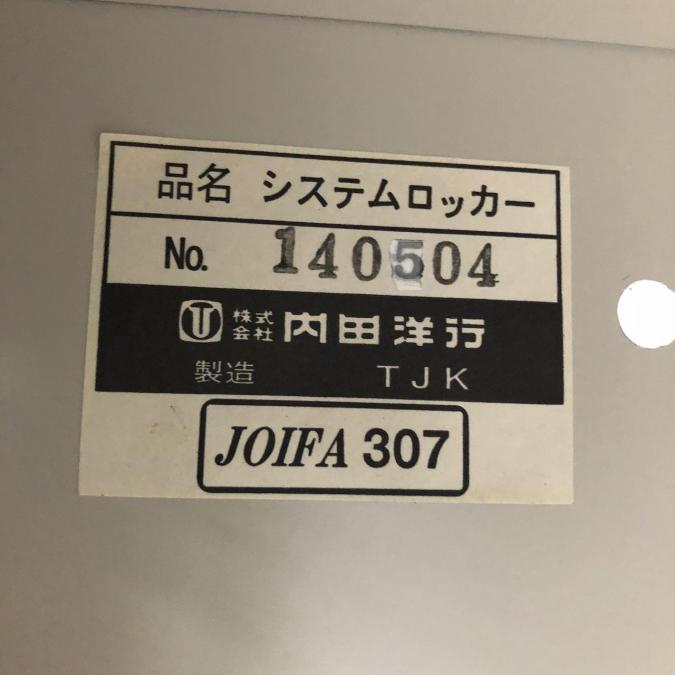 品名 システムロッカー
No. 140504
株式会社 内田洋行
製造 TJK
JOIFA 307